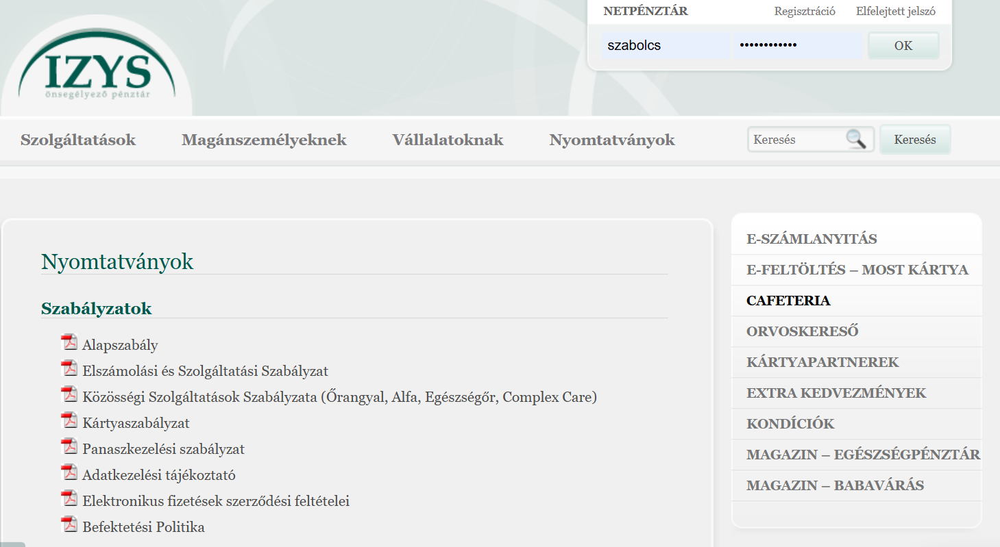 NETPÉNZTÁR
Regisztráció
Elfelejtett jelszó
szabolcs
••••••••••••
OK
IZYS
önsegélyező pénztár
Szolgáltatások
Magánszemélyeknek
Vállalatoknak
Nyomtatványok
Keresés
Keresés
Nyomtatványok
Szabályzatok
Alapszabály
Elszámolási és Szolgáltatási Szabályzat
Közösségi Szolgáltatások Szabályzata (Őrangyal, Alfa, Egészségőr, Complex Care)
Kártyaszabályzat
Panaszkezelési szabályzat
Adatkezelési tájékoztató
Elektronikus fizetések szerződési feltételei
Befektetési Politika
E-SZÁMLANYITÁS
E-FELTÖLTÉS – MOST KÁRTYA
CAFETERIA
ORVOSKERESŐ
KÁRTYAPARTNEREK
EXTRA KEDVEZMÉNYEK
KONDÍCIÓK
MAGAZIN – EGÉSZSÉGPÉNZTÁR
MAGAZIN – BABAVÁRÁS